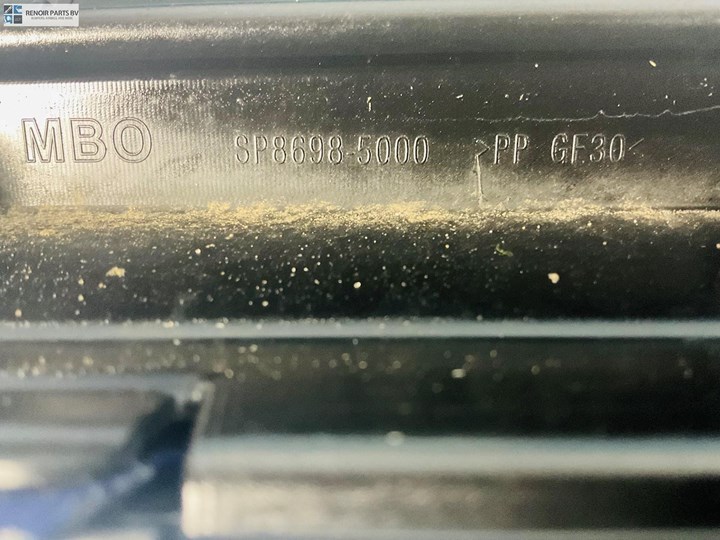 RENOIR PARTS BV
MBO SP8698-5000 >PP GF30<